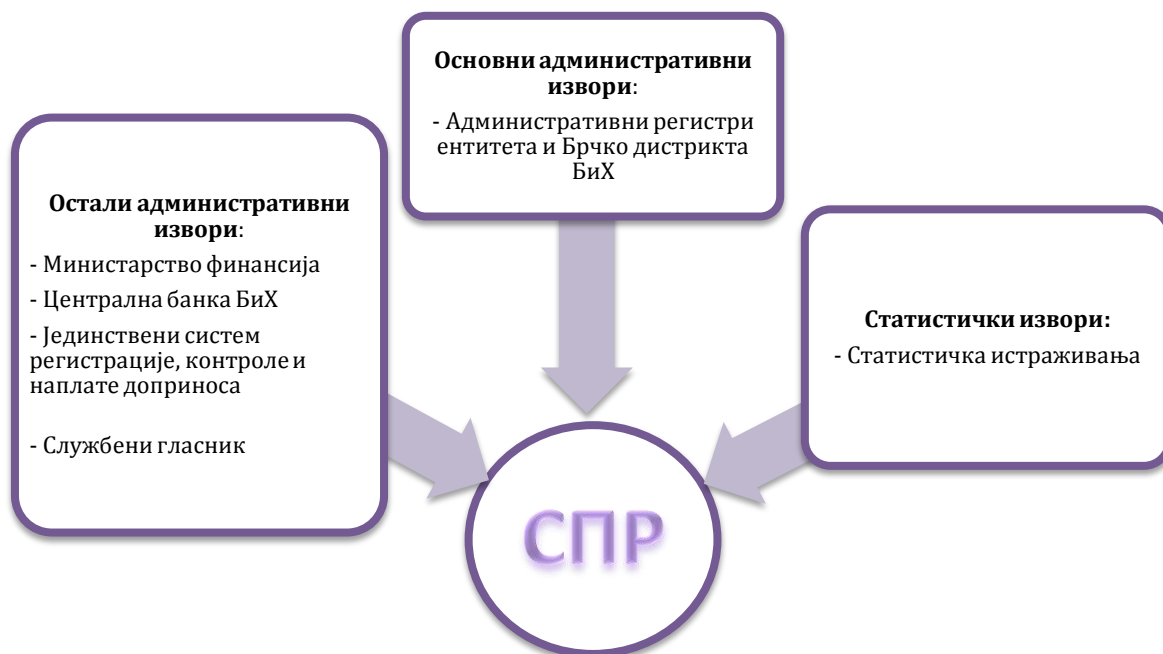 Основни административни
извори:
- Административни регистри
ентитета и Брчко дистрикта
БиХ
Остали административни
извори:
- Министарство финансија
- Централна банка БиХ
- Јединствени систем
регистрације, контроле и
наплате доприноса
- Службени гласник
Статистички извори:
- Статистичка истраживања
СПР